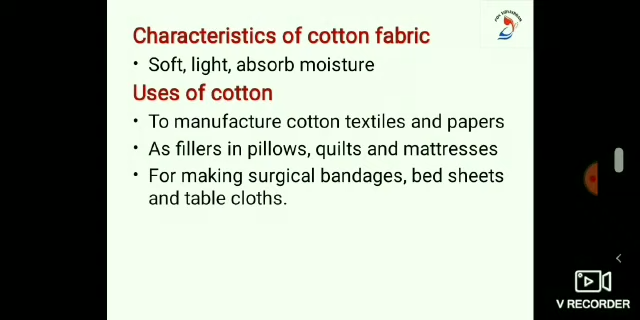 Characteristics of cotton fabric
• Soft, light, absorb moisture
Uses of cotton
• To manufacture cotton textiles and papers
• As fillers in pillows, quilts and mattresses
• For making surgical bandages, bed sheets
and table cloths.
V RECORDER